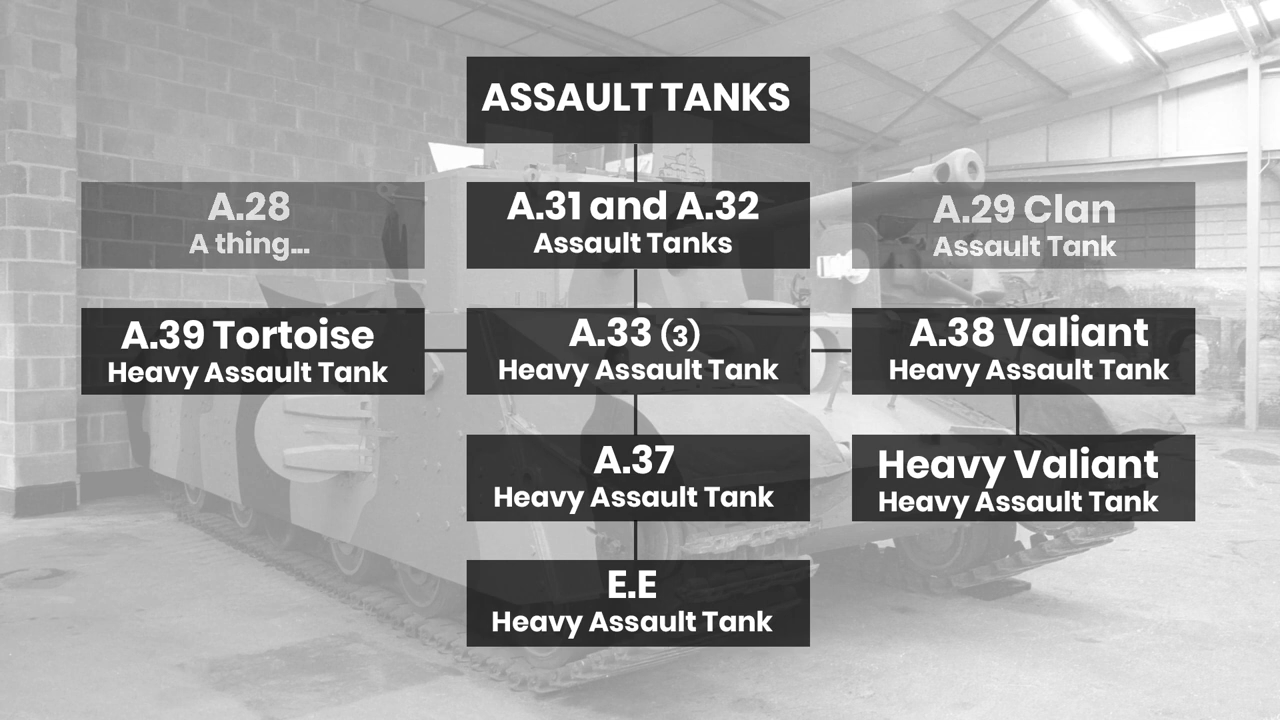 ASSAULT TANKS
A.28
A thing...
A.31 and A.32
Assault Tanks
A.29 Clan
Assault Tank
A.39 Tortoise
Heavy Assault Tank
A.33 (3)
Heavy Assault Tank
A.38 Valiant
Heavy Assault Tank
A.37
Heavy Assault Tank
Heavy Valiant
Heavy Assault Tank
E.E
Heavy Assault Tank